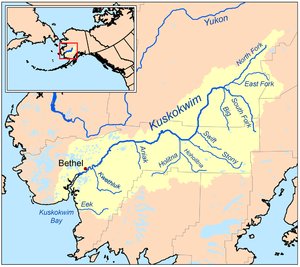 Yukon
North Fork
East Fork
Kuskokwim
South Fork
Big
Swift
Stony
Aniak
Holitna
Hoholitna
Bethel
Kwethluk
Eek
Kuskokwim
Bay